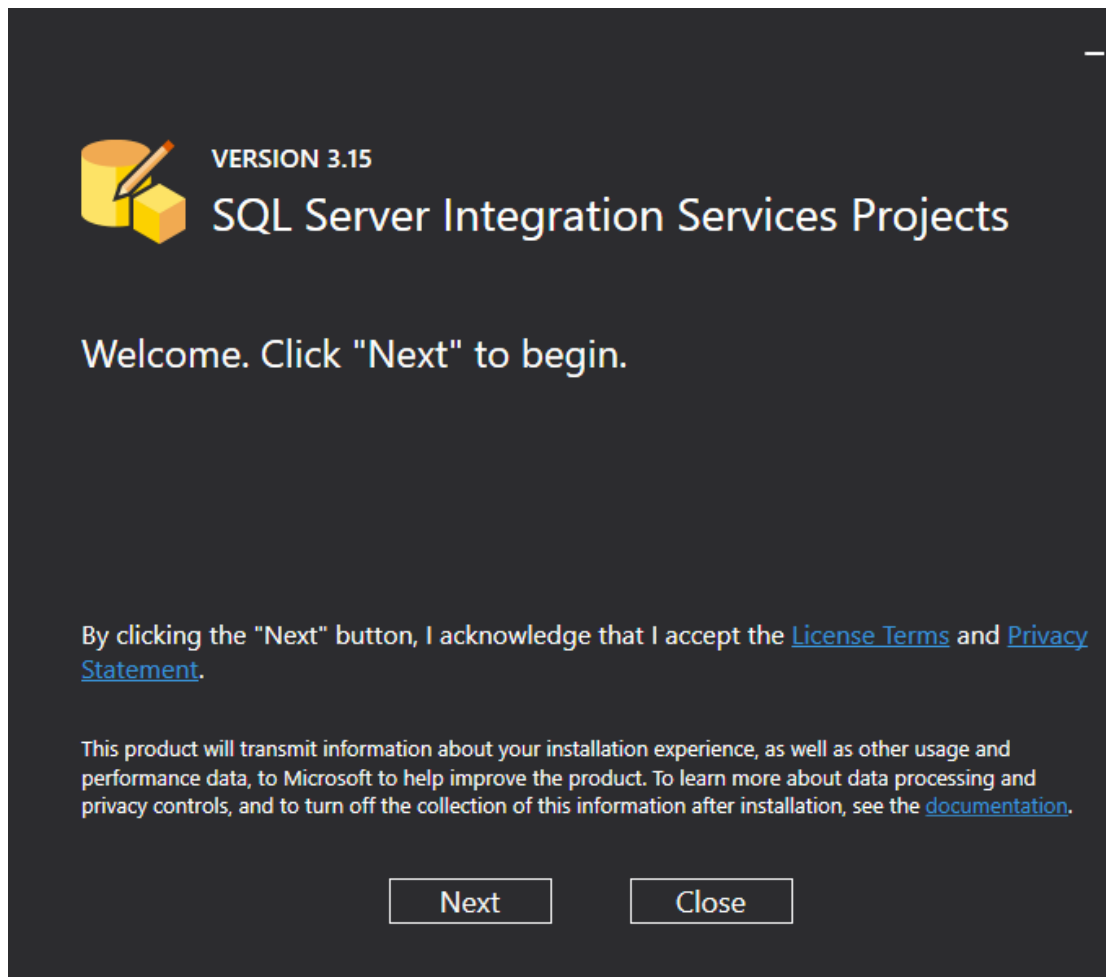 VERSION 3.15
SQL Server Integration Services Projects
Welcome. Click "Next" to begin.
By clicking the "Next" button, I acknowledge that I accept the License Terms and Privacy
Statement.
This product will transmit information about your installation experience, as well as other usage and
performance data, to Microsoft to help improve the product. To learn more about data processing and
privacy controls, and to turn off the collection of this information after installation, see the documentation.
Next Close